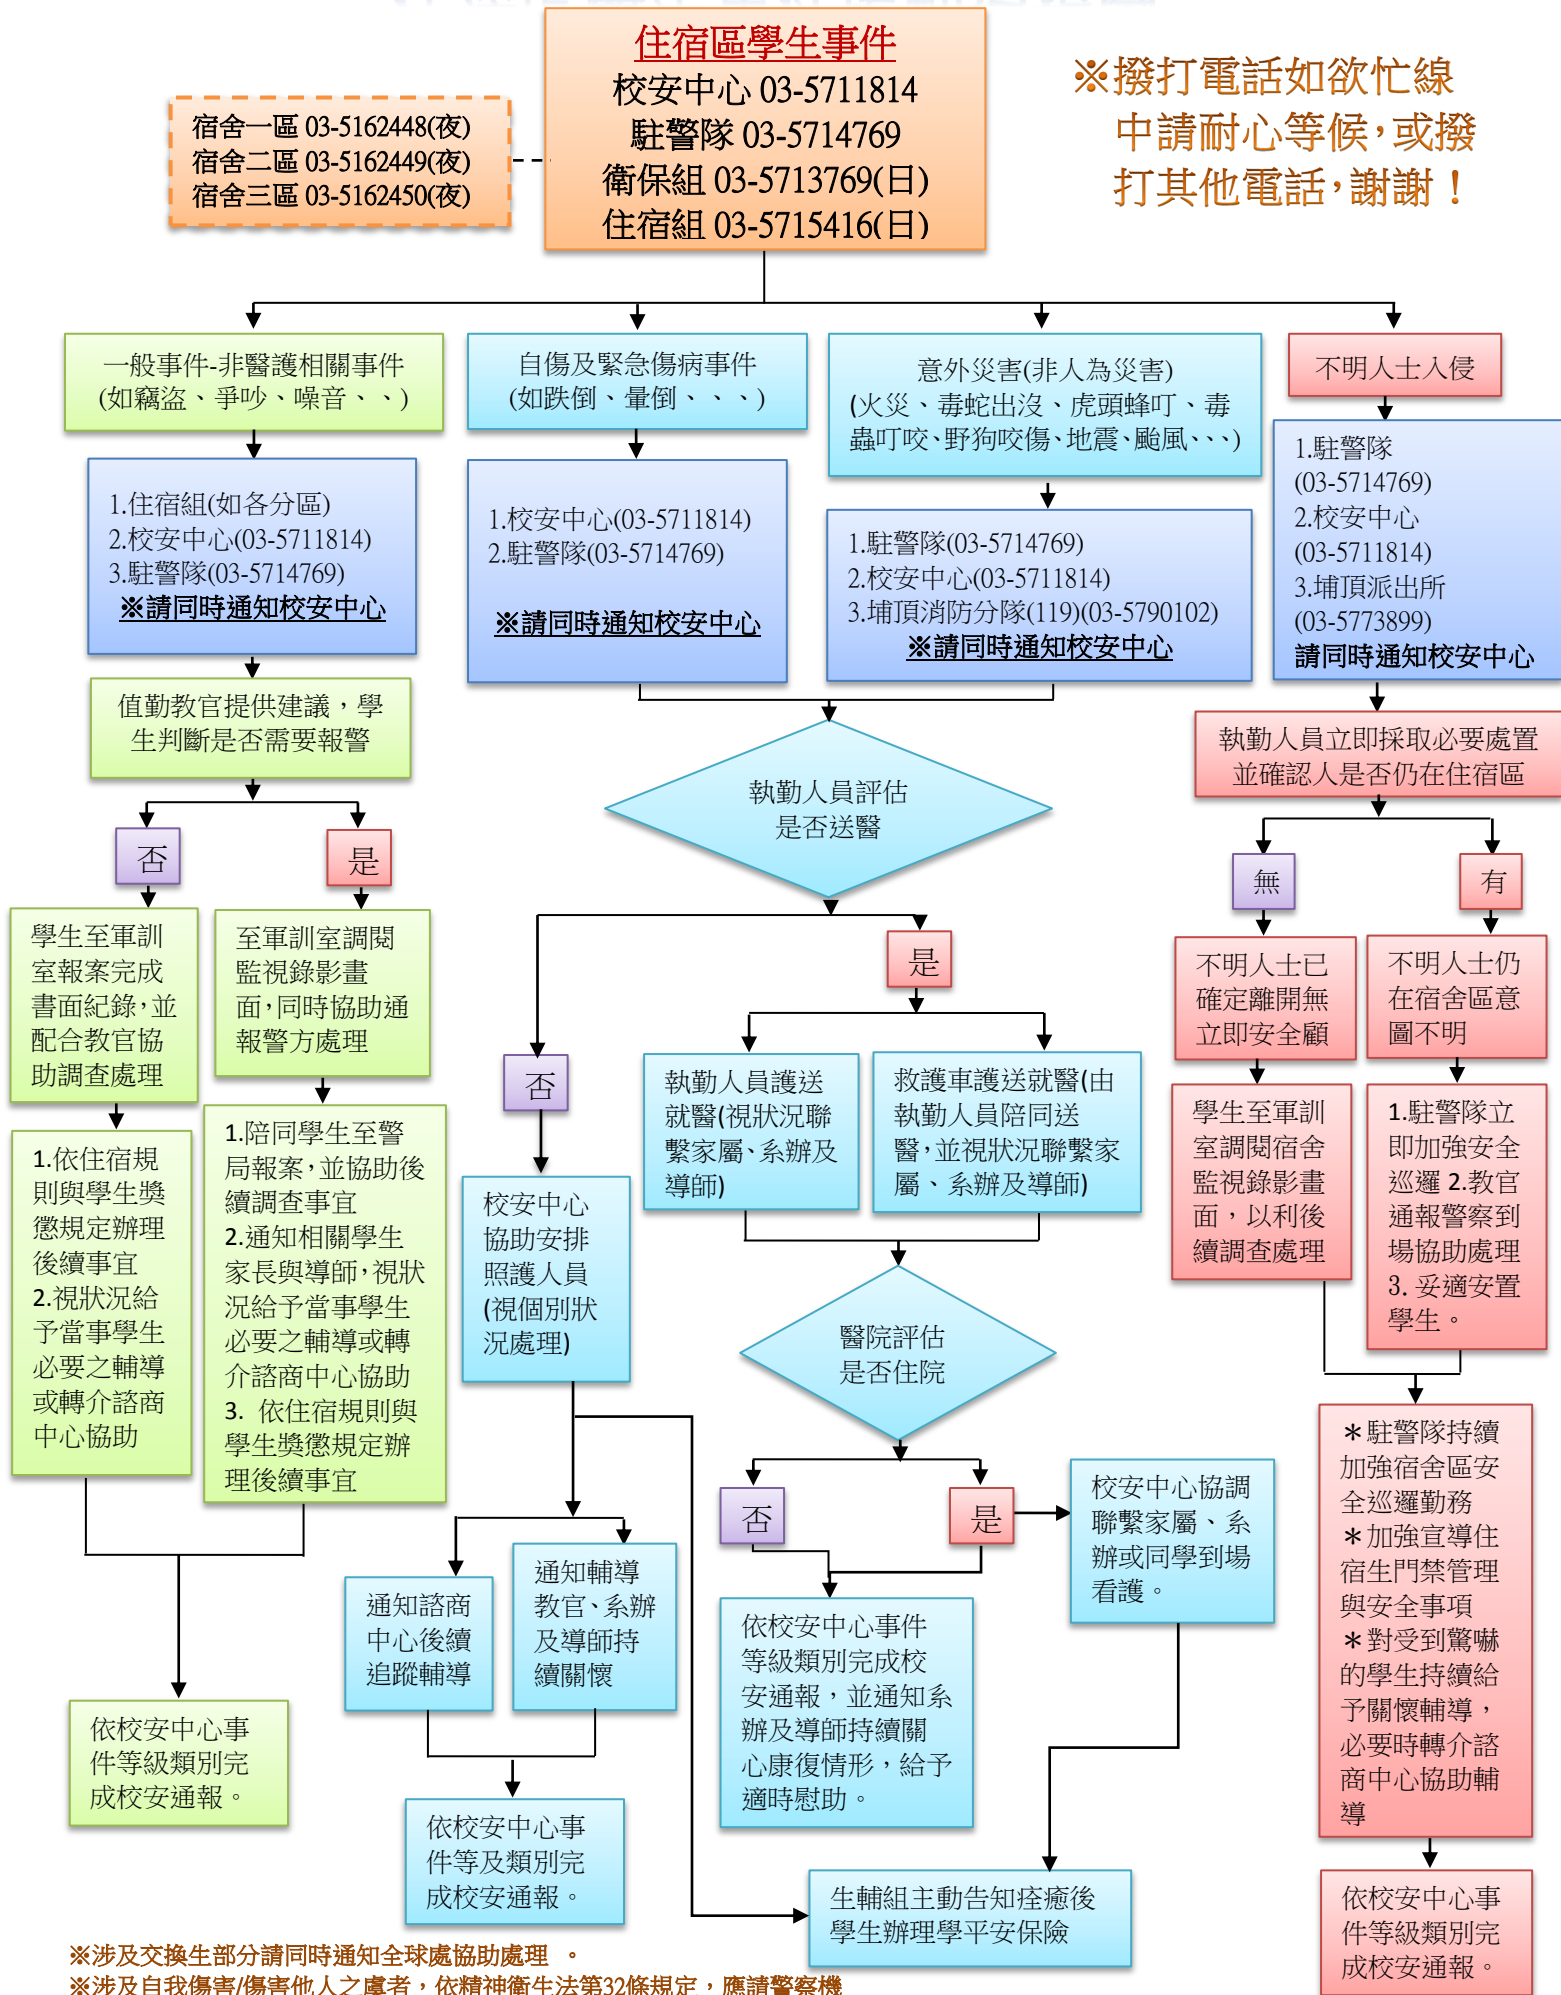 住宿區學生事件
校安中心 03-5711814
駐警隊 03-5714769
衛保組 03-5713769(日)
住宿組 03-5715416(日)
宿舍一區 03-5162448(夜)
宿舍二區 03-5162449(夜)
宿舍三區 03-5162450(夜)
※撥打電話如欲忙線
中請耐心等候,或撥
打其他電話,謝謝！
一般事件-非醫護相關事件
(如竊盜、爭吵、噪音、、)
自傷及緊急傷病事件
(如跌倒、暈倒、、、)
意外災害(非人為災害)
(火災、毒蛇出沒、虎頭蜂叮、毒
蟲叮咬、野狗咬傷、地震、颱風、、、)
不明人士入侵
1.住宿組(如各分區)
2.校安中心(03-5711814)
3.駐警隊(03-5714769)
※請同時通知校安中心
1.校安中心(03-5711814)
2.駐警隊(03-5714769)
※請同時通知校安中心
1.駐警隊(03-5714769)
2.校安中心(03-5711814)
3.埔頂消防分隊(119)(03-5790102)
※請同時通知校安中心
1.駐警隊
(03-5714769)
2.校安中心
(03-5711814)
3.埔頂派出所
(03-5773899)
請同時通知校安中心
值勤教官提供建議，學
生判斷是否需要報警
執勤人員評估
是否送醫
執勤人員立即採取必要處置
並確認人是否仍在住宿區
否
是
無
有
學生至軍訓
室報案完成
書面紀錄,並
配合教官協
助調查處理
至軍訓室調閱
監視錄影畫
面,同時協助通
報警方處理
是
不明人士已
確定離開無
立即安全顧
不明人士仍
在宿舍區意
圖不明
否
執勤人員護送
就醫(視狀況聯
繫家屬、系辦及
導師)
救護車護送就醫(由
執勤人員陪同送
醫,並視狀況聯繫家
屬、系辦及導師)
1.依住宿規
則與學生獎
懲規定辦理
後續事宜
2.視狀況給
予當事學生
必要之輔導
或轉介諮商
中心協助
1.陪同學生至警
局報案,並協助後
續調查事宜
2.通知相關學生
家長與導師,視狀
況給予當事學生
必要之輔導或轉
介諮商中心協助
3. 依住宿規則與
學生獎懲規定辦
理後續事宜
校安中心
協助安排
照護人員
(視個別狀
況處理)
學生至軍訓
室調閱宿舍
監視錄影畫
面，以利後
續調查處理
1.駐警隊立
即加強安全
巡邏 2.教官
通報警察到
場協助處理
3. 妥適安置
學生。
醫院評估
是否住院
否
是
校安中心協調
聯繫家屬、系
辦或同學到場
看護。
＊駐警隊持續
加強宿舍區安
全巡邏勤務
＊加強宣導住
宿生門禁管理
與安全事項
＊對受到驚嚇
的學生持續給
予關懷輔導，
必要時轉介諮
商中心協助輔
導
通知諮商
中心後續
追蹤輔導
通知輔導
教官、系辦
及導師持
續關懷
依校安中心事件
等級類別完成校
安通報，並通知系
辦及導師持續關
心康復情形，給予
適時慰助。
依校安中心事
件等級類別完
成校安通報。
依校安中心事
件等及類別完
成校安通報。
生輔組主動告知痊癒後
學生辦理學平安保險
依校安中心事
件等級類別完
成校安通報。
※涉及交換生部分請同時通知全球處協助處理 。
※涉及自我傷害/傷害他人之虞者，依精神衛生法第32條規定，應請警察機